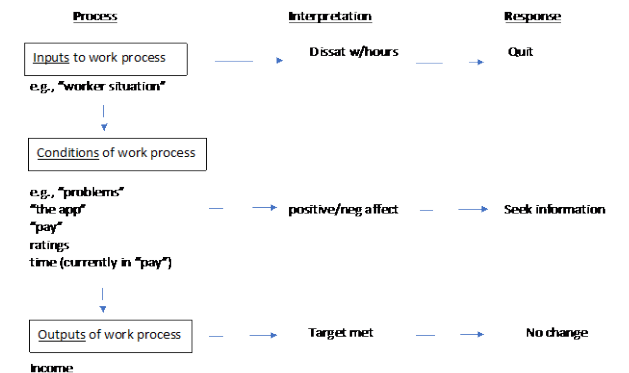 Process Interpretation Response
Inputs to work process Dissat w/hours Quit
e.g., “worker situation”
Conditions of work process
e.g., “problems”
“the app” positive/neg affect Seek information
“pay”
ratings
time (currently in “pay”)
Outputs of work process Target met No change
Income